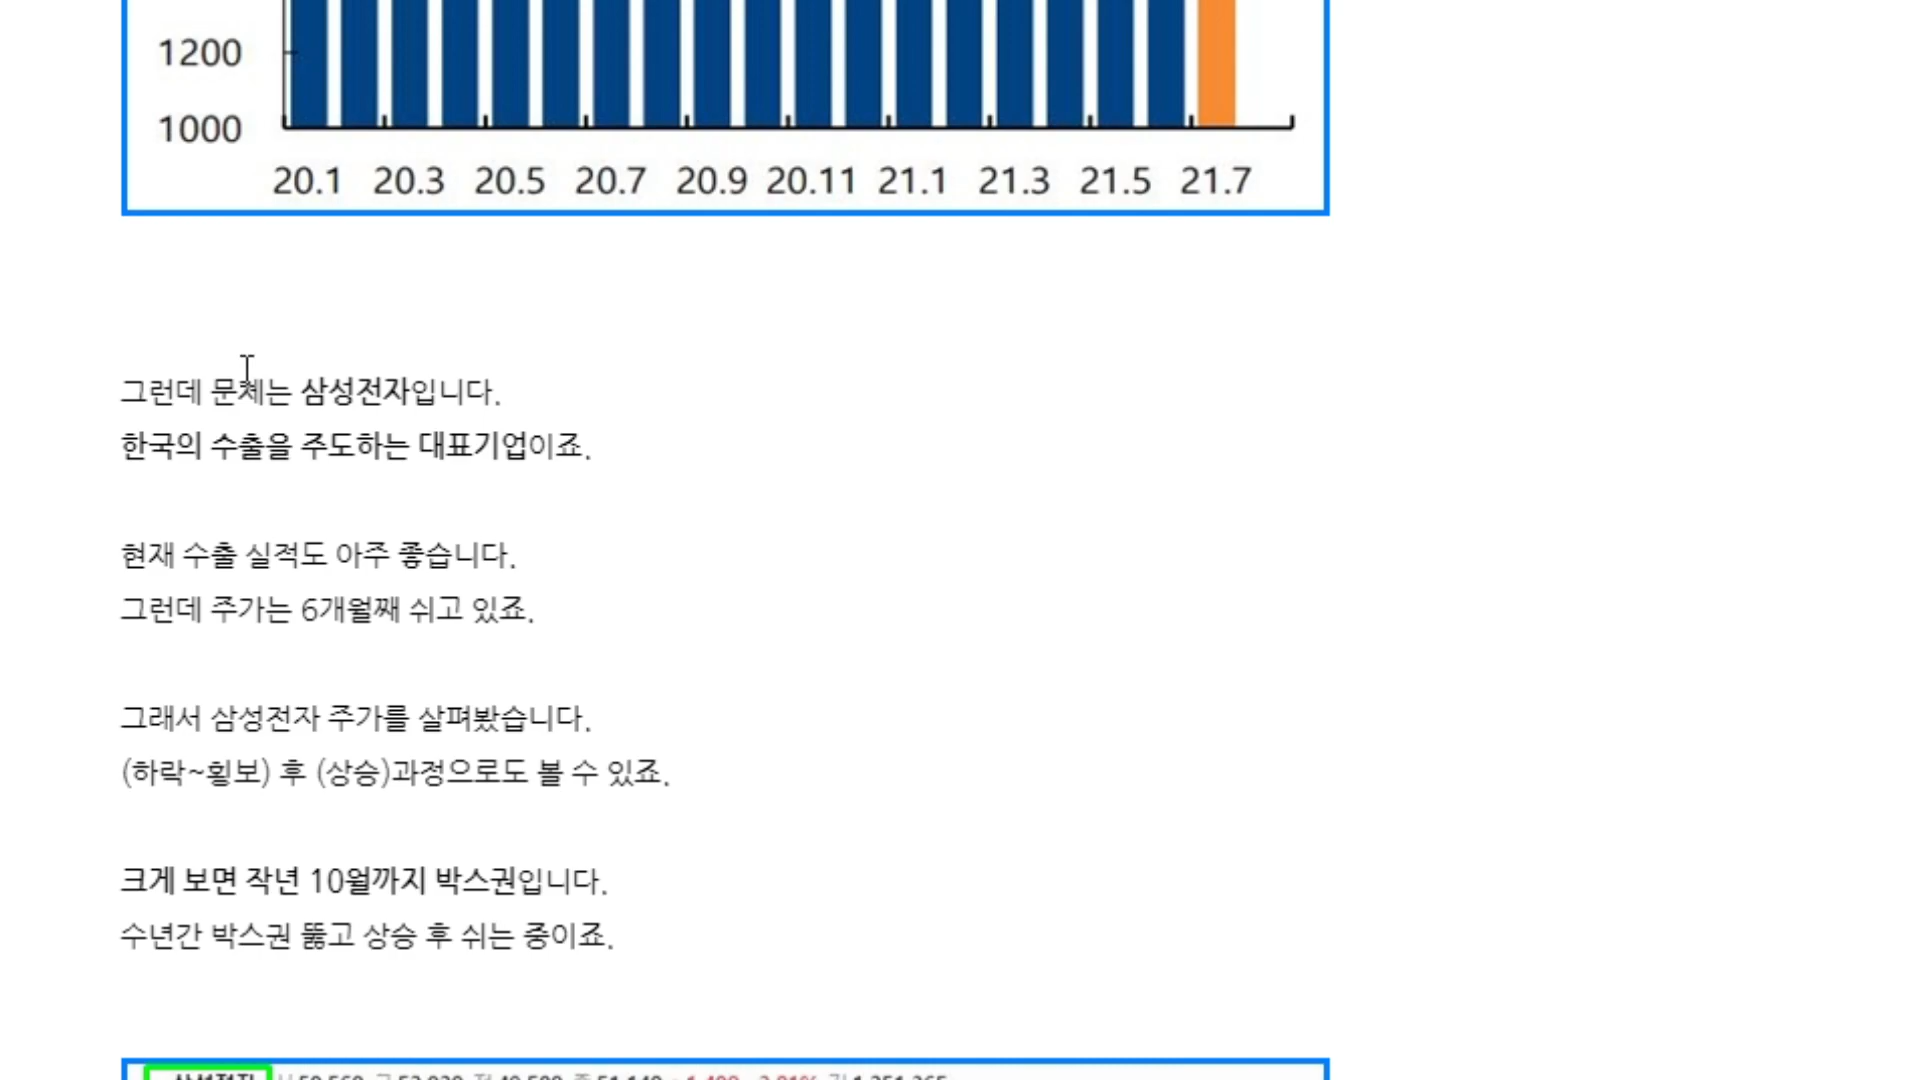 1200
1000
20.1 20.3 20.5 20.7 20.9 20.11 21.1 21.3 21.5 21.7
그런데 문제는 삼성전자입니다.
한국의 수출을 주도하는 대표기업이죠.
현재 수출 실적도 아주 좋습니다.
그런데 주가는 6개월째 쉬고 있죠.
그래서 삼성전자 주가를 살펴봤습니다.
(하락~횡보) 후 (상승)과정으로도 볼 수 있죠.
크게 보면 작년 10월까지 박스권입니다.
수년간 박스권 뚫고 상승 후 쉬는 중이죠.